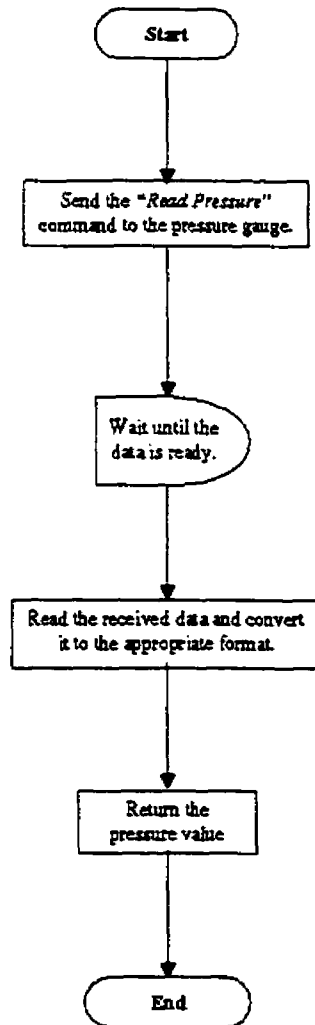 Start
Send the "Read Pressure"
command to the pressure gauge.
Wait until the
data is ready.
Read the received data and convert
it to the appropriate format.
Return the
pressure value
End